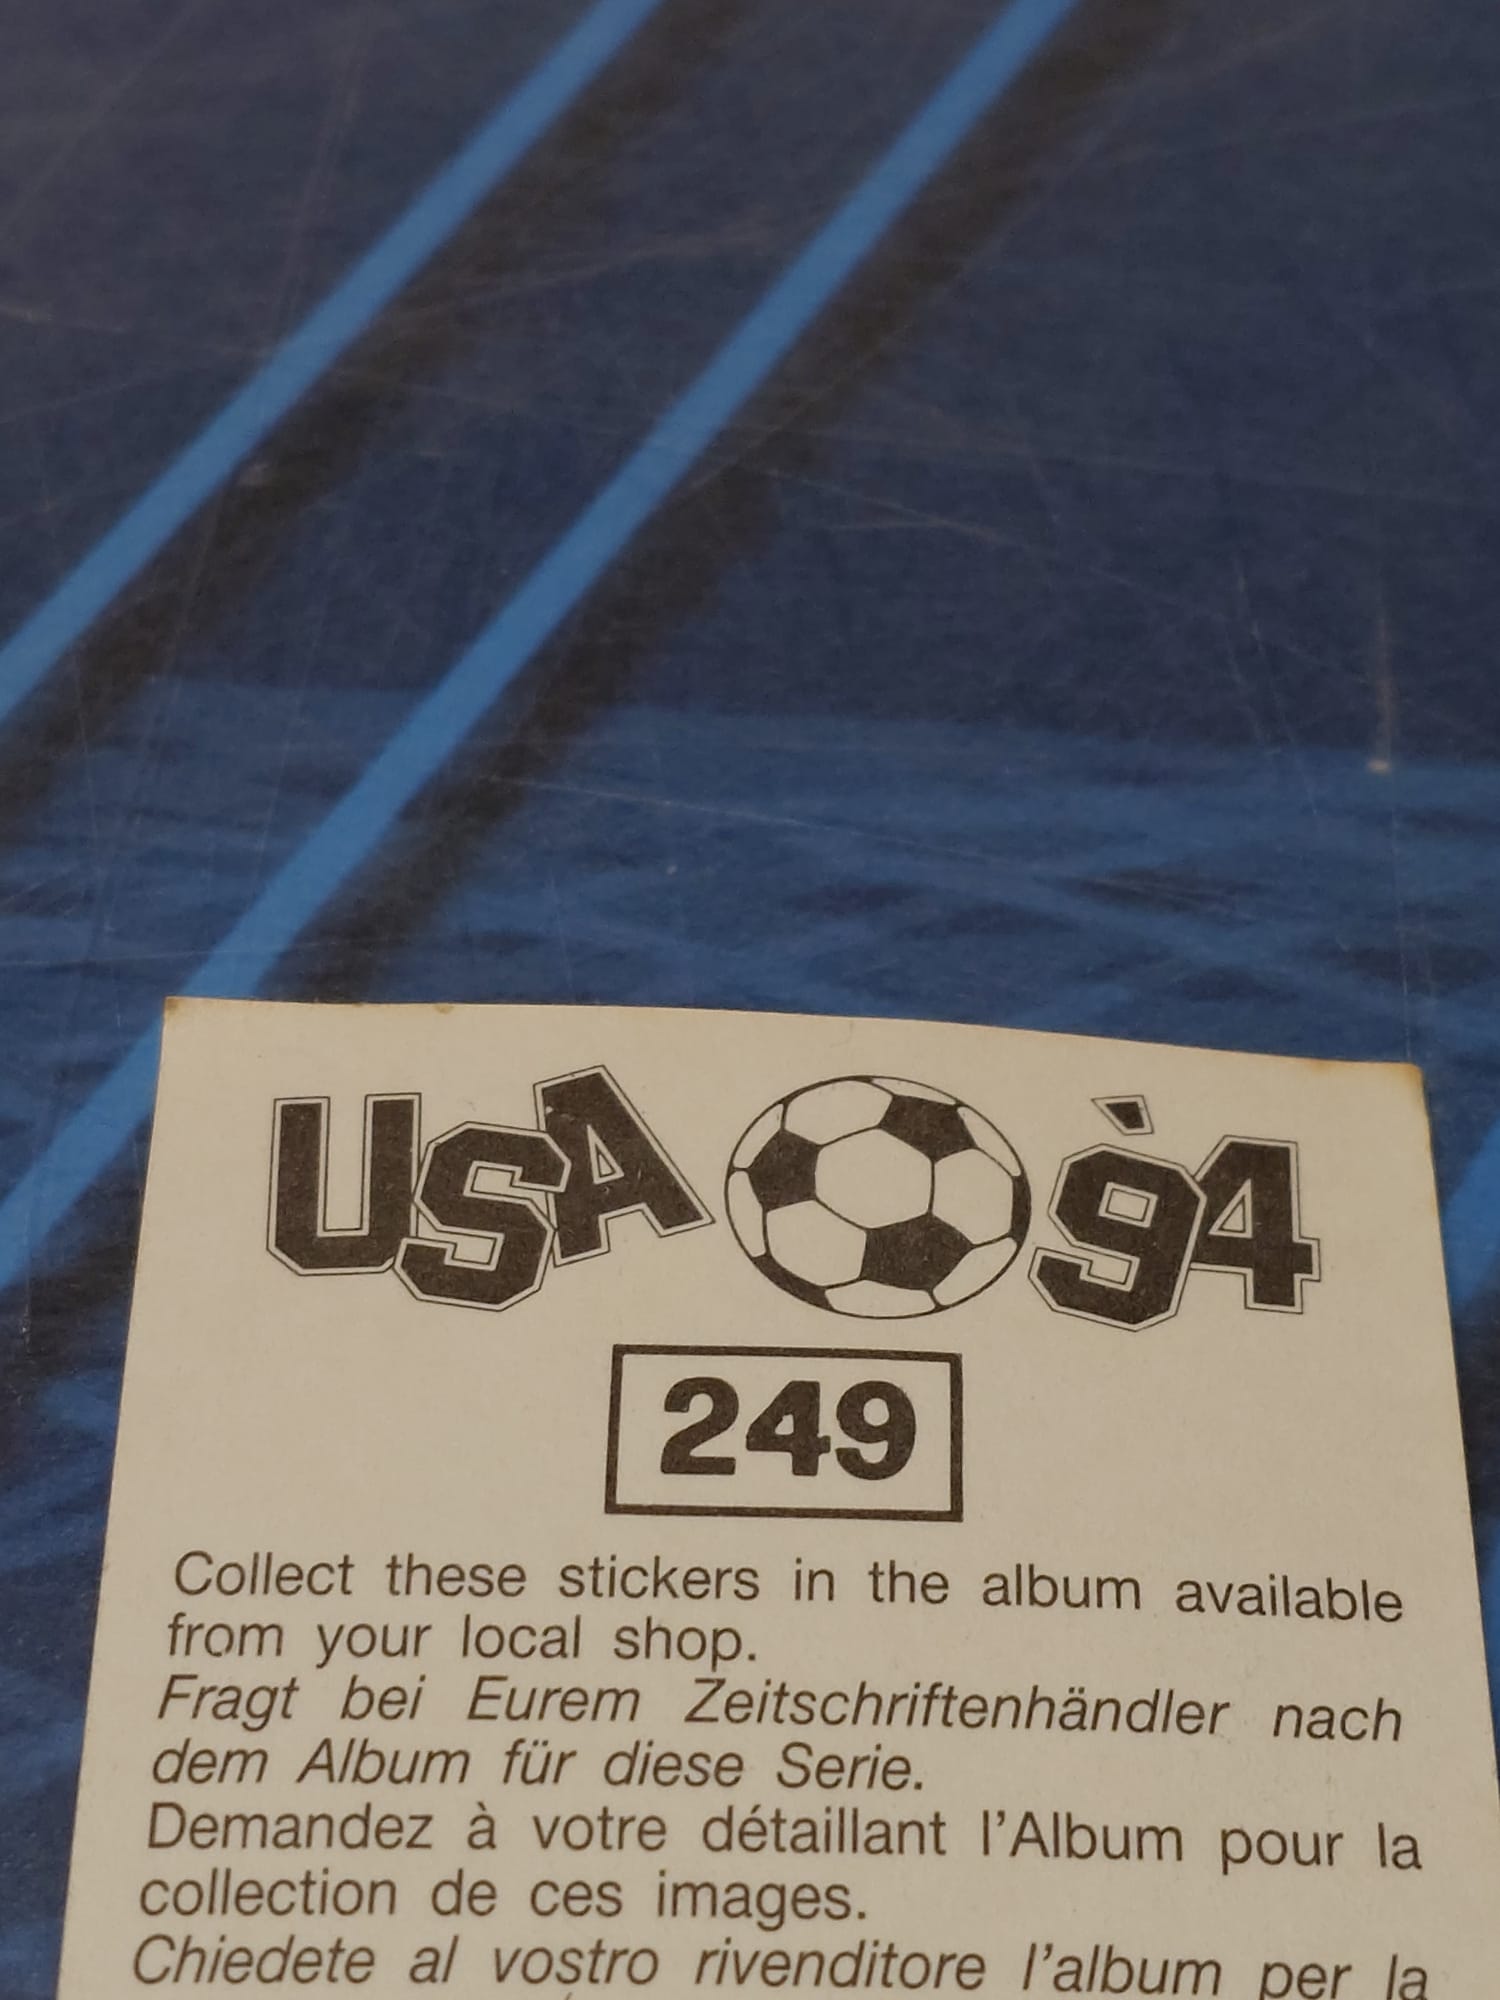 USA '94
249
Collect these stickers in the album available
from your local shop.
Fragt bei Eurem Zeitschriftenhändler nach
dem Album für diese Serie.
Demandez à votre détaillant l'Album pour la
collection de ces images.
Chiedete al vostro rivenditore l'album per la